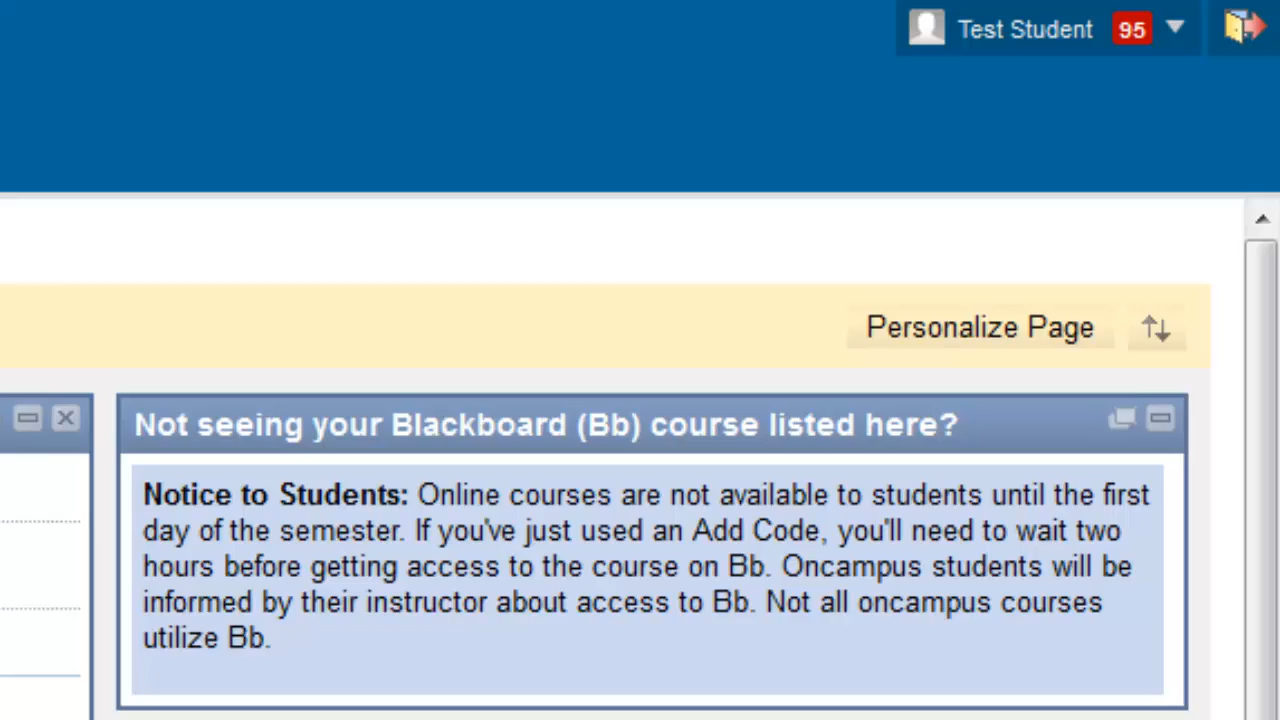 Test Student 95
Personalize Page
Not seeing your Blackboard (Bb) course listed here?
Notice to Students: Online courses are not available to students until the first
day of the semester. If you've just used an Add Code, you'll need to wait two
hours before getting access to the course on Bb. Oncampus students will be
informed by their instructor about access to Bb. Not all oncampus courses
utilize Bb.